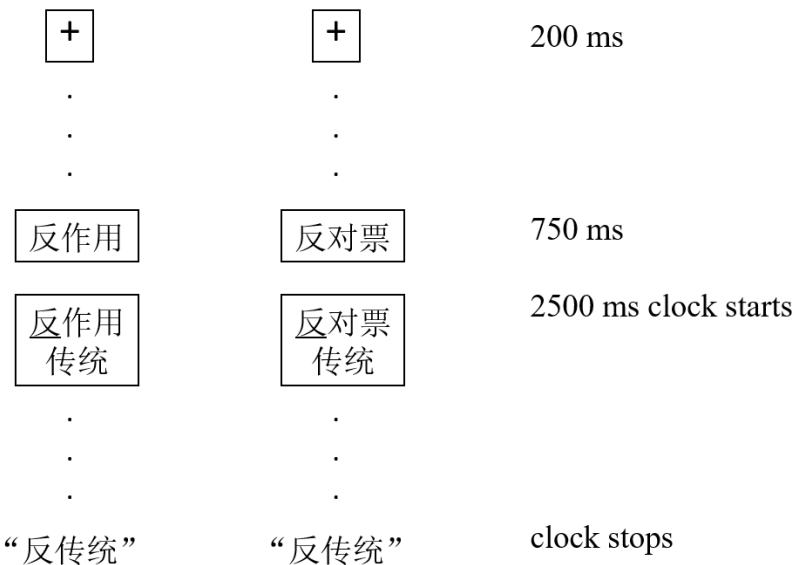 + + 200 ms
. .
. .
. .
反作用 反对票 750 ms
反作用 反对票 2500 ms clock starts
传统 传统
. .
. .
. .
“反传统” “反传统” clock stops